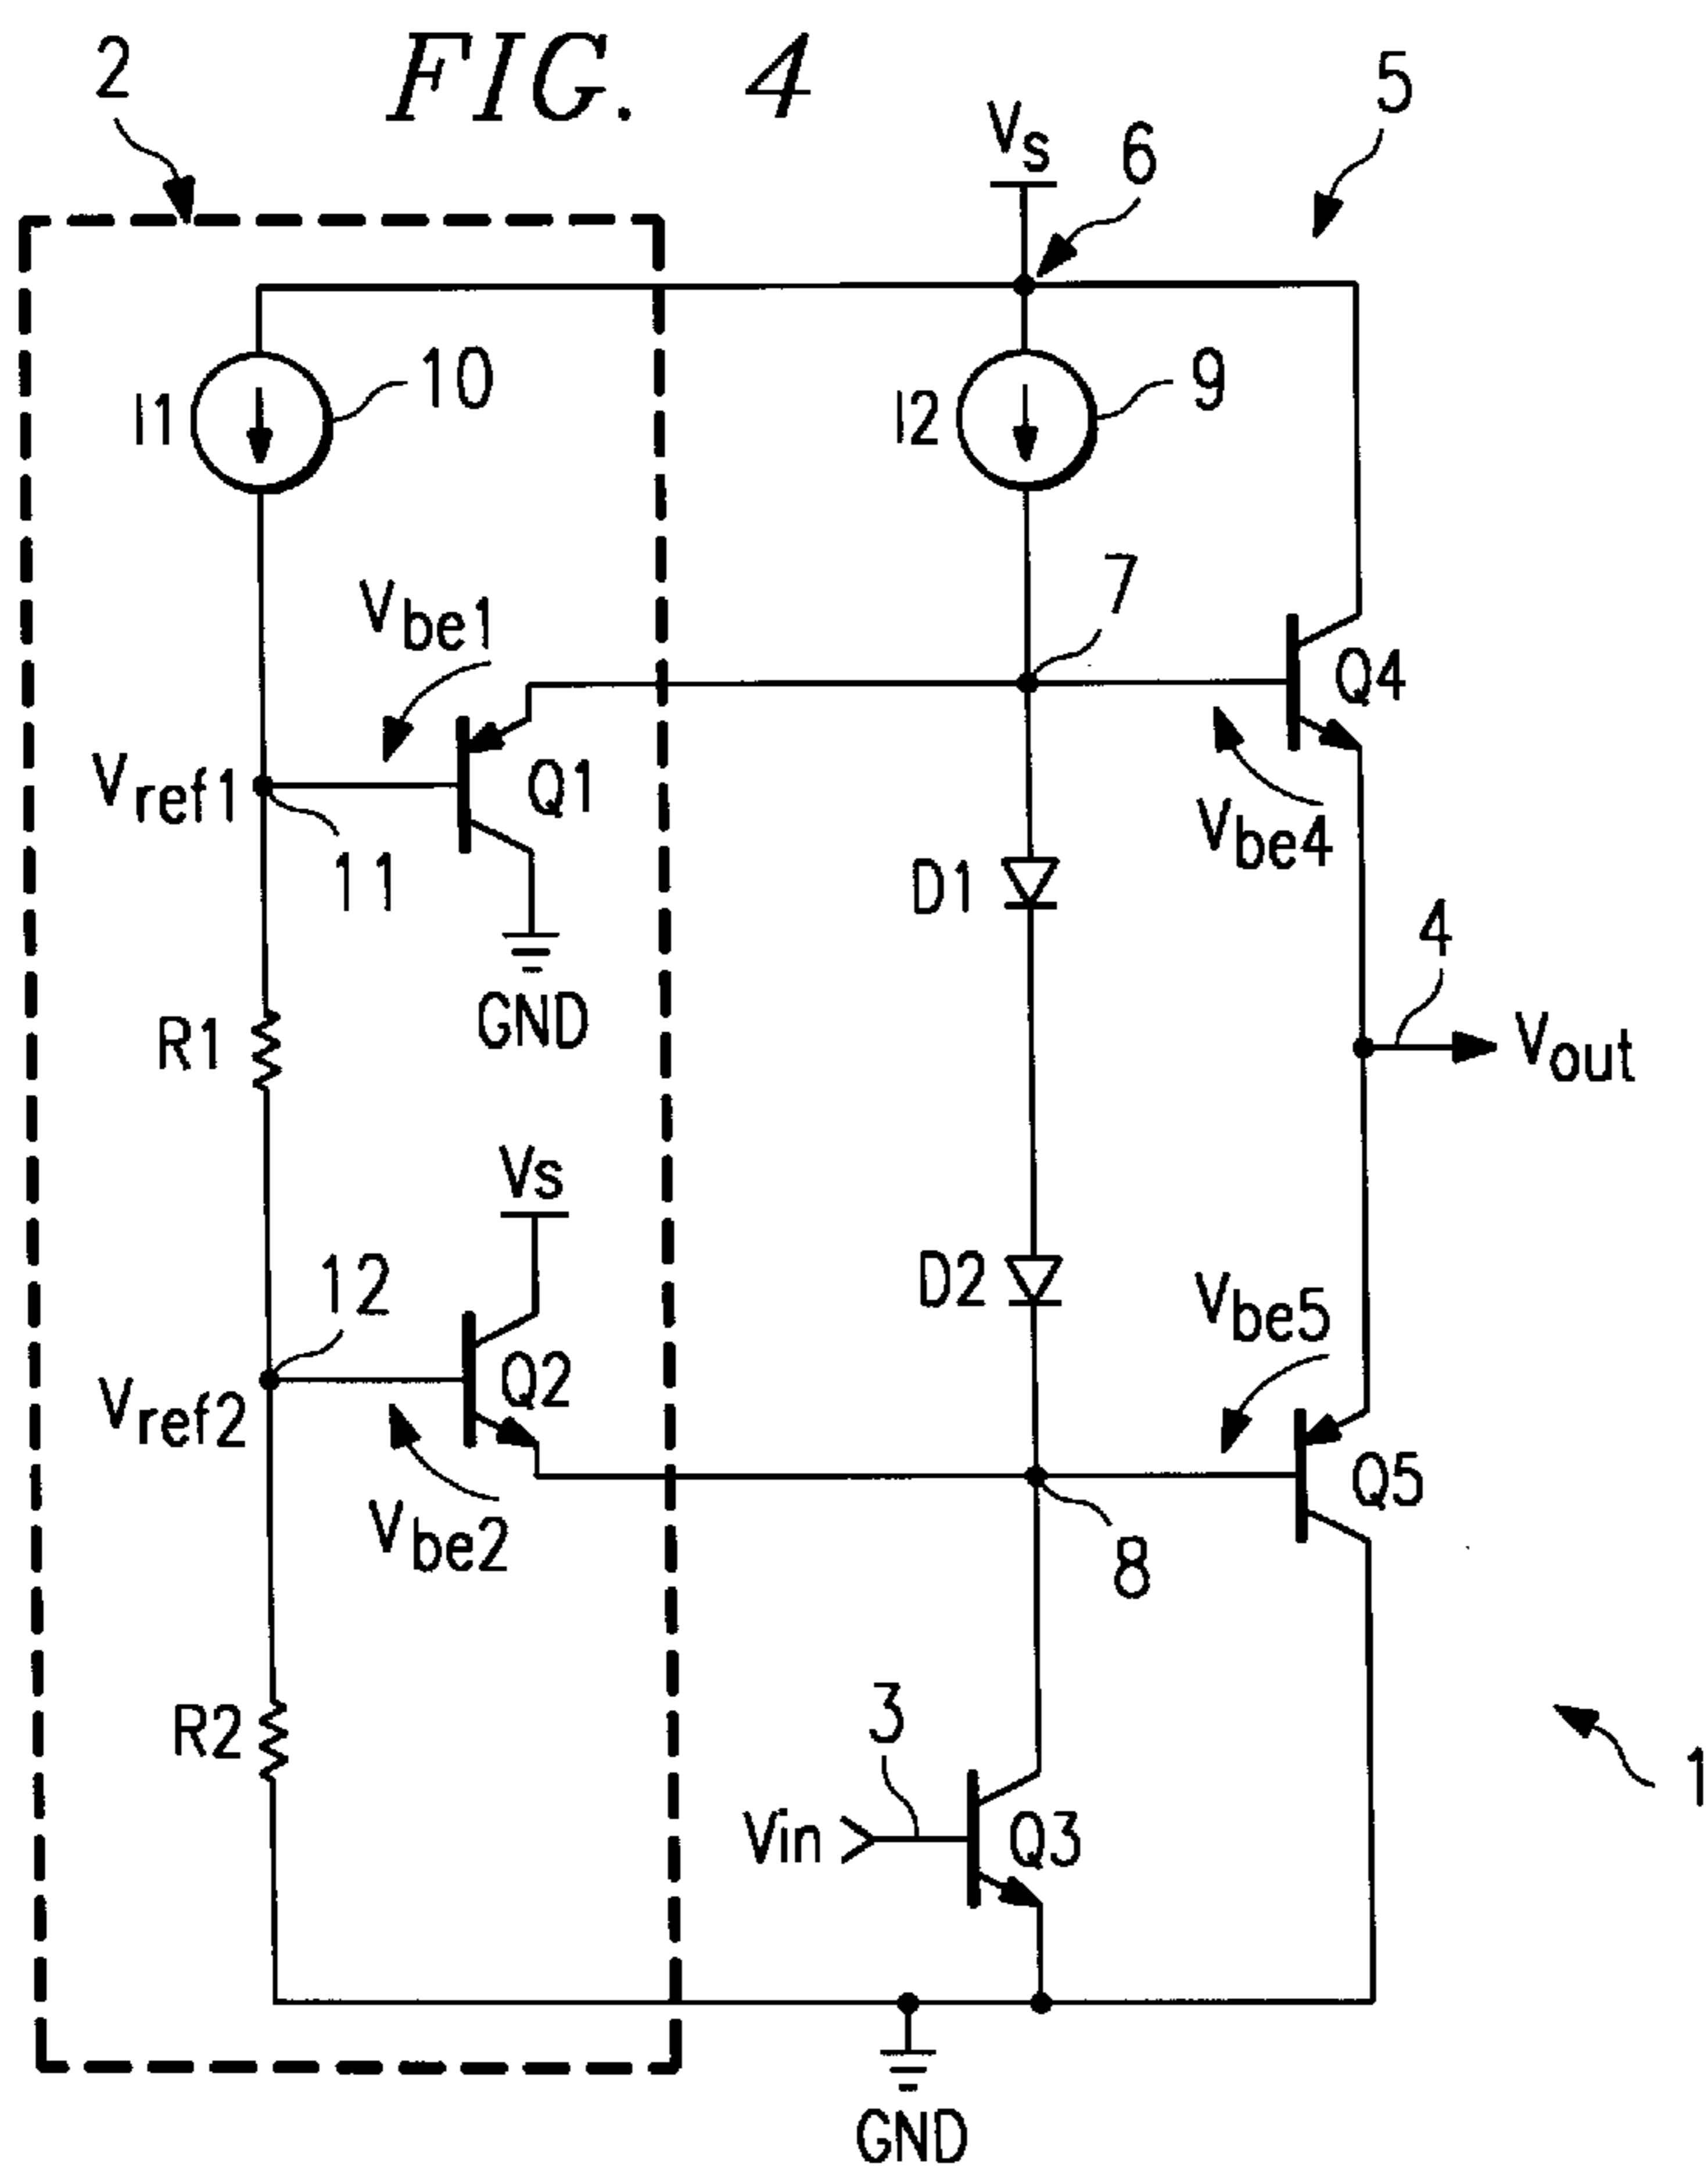 FIG. 4
2
5
Vs
6
I1
10
I2
9
Vbe1
7
Q4
Vref1
Q1
11
Vbe4
D1
GND
4
R1
Vout
Vs
12
D2
Vbe5
Q2
Vref2
Q5
Vbe2
8
3
R2
1
Vin
Q3
GND